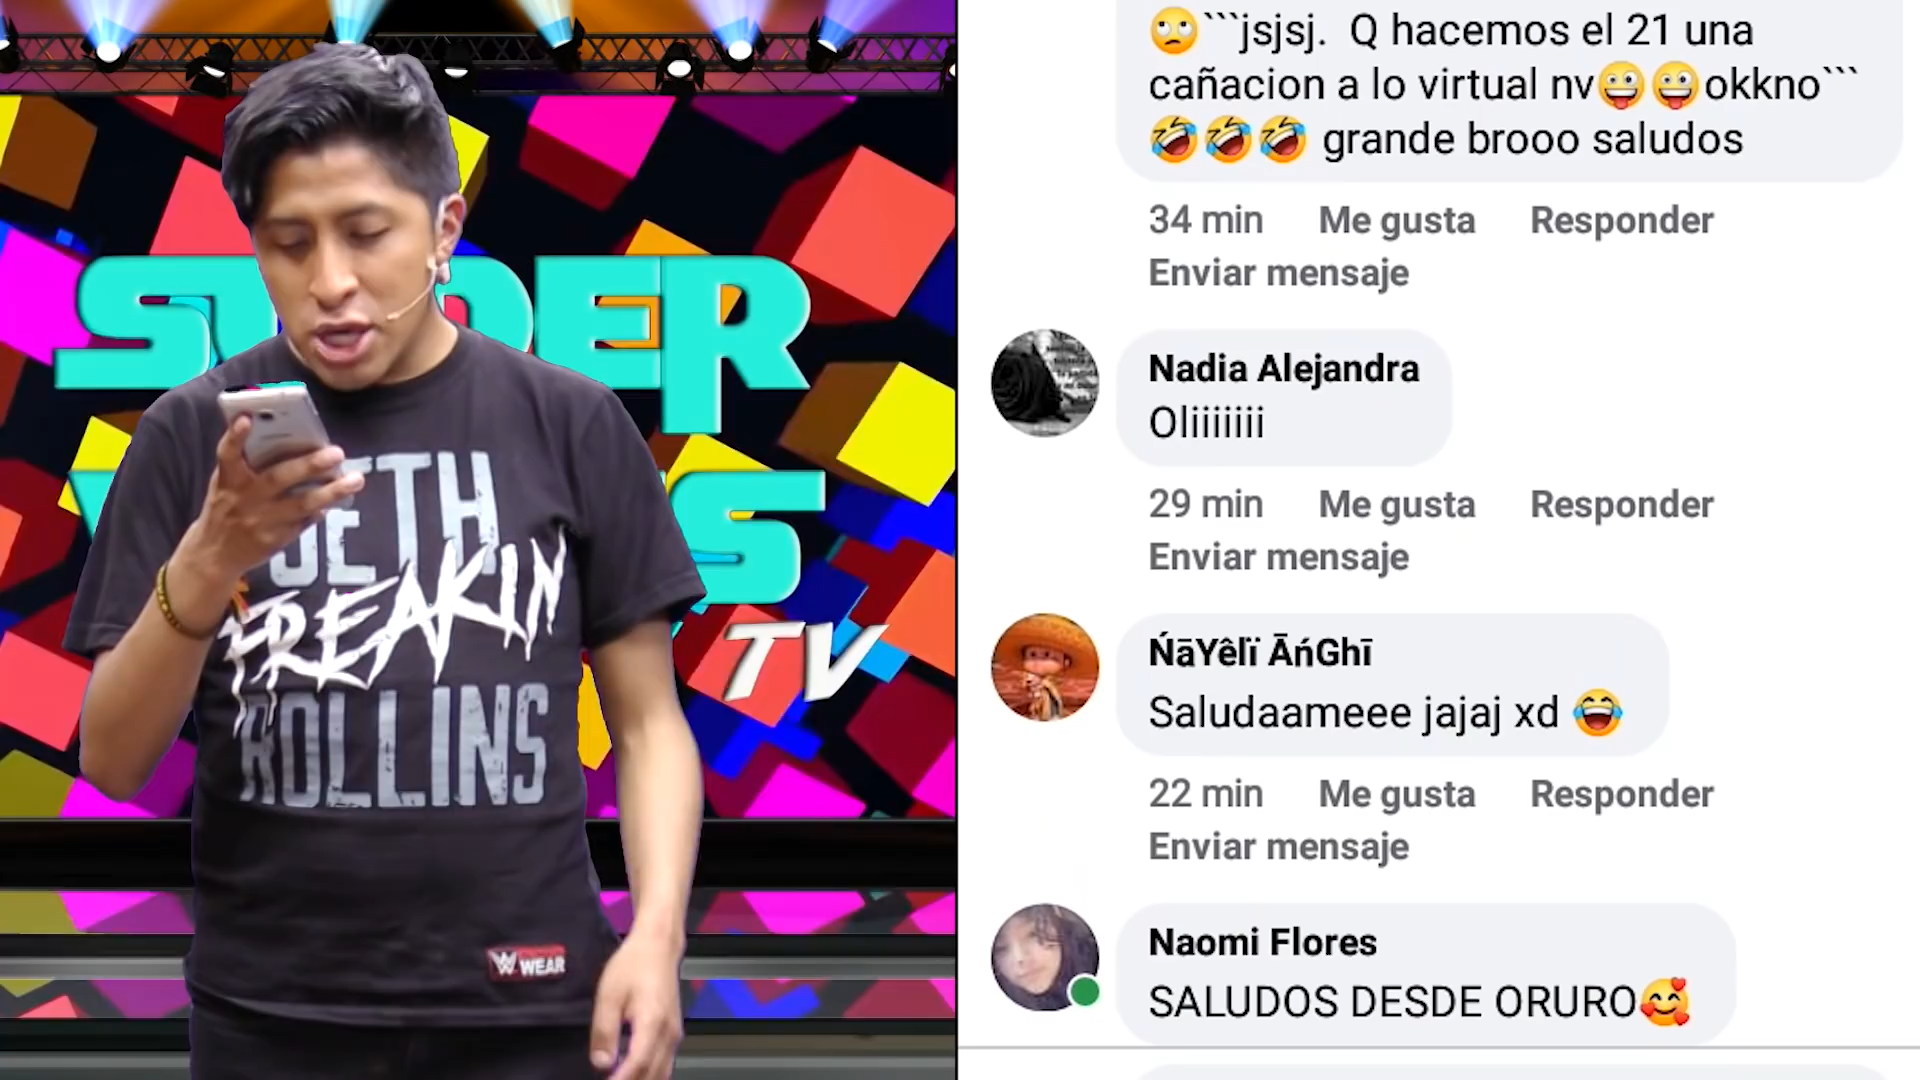 SUPER
S
TV
SETH
FREAKIN
ROLLINS
W WEAR
🙄```jsjsj.  Q hacemos el 21 una
cañacion a lo virtual nv😜😜okkno```
🤣🤣🤣 grande brooo saludos
34 min Me gusta Responder
Enviar mensaje
Nadia Alejandra
Oliiiiiiii
29 min Me gusta Responder
Enviar mensaje
ŃāYêlï ĀńGhī
Saludaameee jajaj xd 😂
22 min Me gusta Responder
Enviar mensaje
Naomi Flores
SALUDOS DESDE ORURO🥰